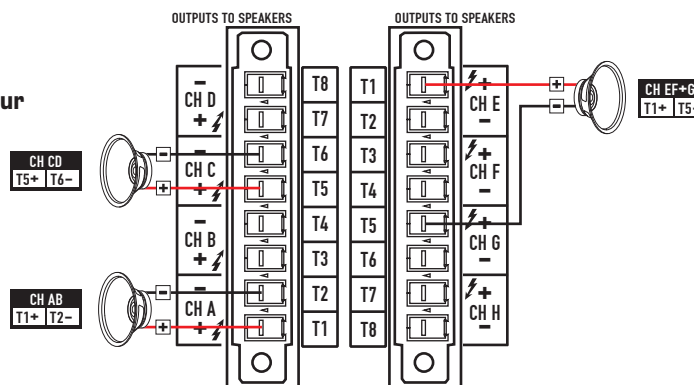 OUTPUTS TO SPEAKERS
OUTPUTS TO SPEAKERS
ur
− CH D +
T8
T7
− CH C +
T6
T5
− CH B +
T4
T3
− CH A +
T2
T1
T1
T2
+ CH E −
T3
T4
+ CH F −
T5
T6
+ CH G −
T7
T8
+ CH H −
CH CD
T5+ T6−
− +
CH AB
T1+ T2−
− +
+ −
CH EF+G
T1+ T5